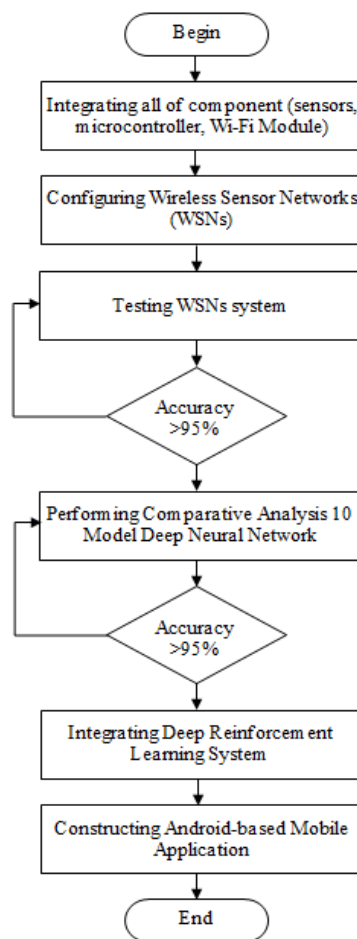 Begin
Integrating all of component (sensors,
microcontroller, Wi-Fi Module)
Configuring Wireless Sensor Networks
(WSNs)
Testing WSNs system
Accuracy
>95%
Performing Comparative Analysis 10
Model Deep Neural Network
Accuracy
>95%
Integrating Deep Reinforcement
Learning System
Constructing Android-based Mobile
Application
End